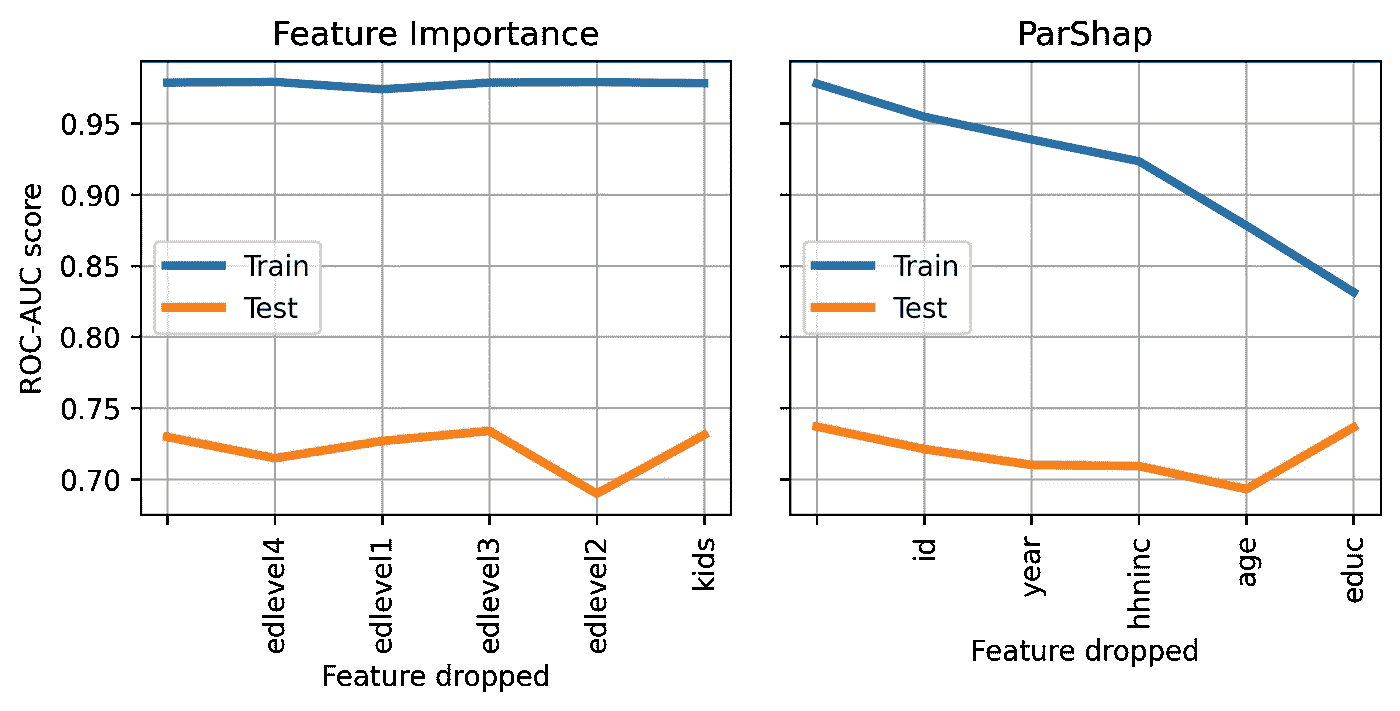 Feature Importance
ROC-AUC score
0.95
0.90
0.85
0.80
0.75
0.70
Train
Test
edlevel4
edlevel1
edlevel3
edlevel2
kids
Feature dropped
ParShap
Train
Test
id
year
hhninc
age
educ
Feature dropped